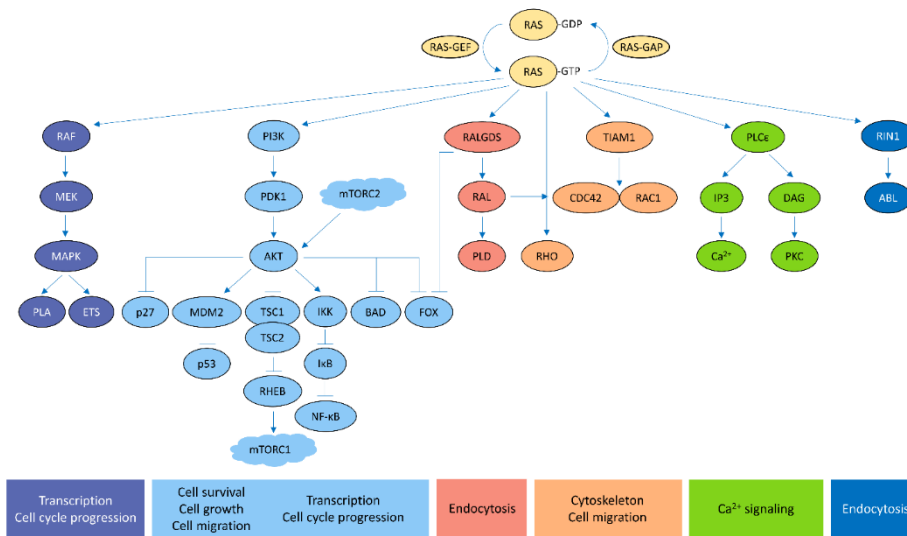 RAS -GDP
RAS-GEF RAS-GAP
RAS -GTP
RAF PI3K RALGDS TIAM1 PLCε RIN1
MEK PDK1 mTORC2 RAL CDC42 RAC1 IP3 DAG ABL
MAPK AKT PLD RHO Ca²⁺ PKC
PLA ETS p27 MDM2 TSC1 IKK BAD FOX
TSC2
p53 IκB
RHEB
NF-κB
mTORC1
Transcription
Cell cycle progression
Cell survival
Cell growth
Cell migration
Transcription
Cell cycle progression
Endocytosis
Cytoskeleton
Cell migration
Ca²⁺ signaling
Endocytosis